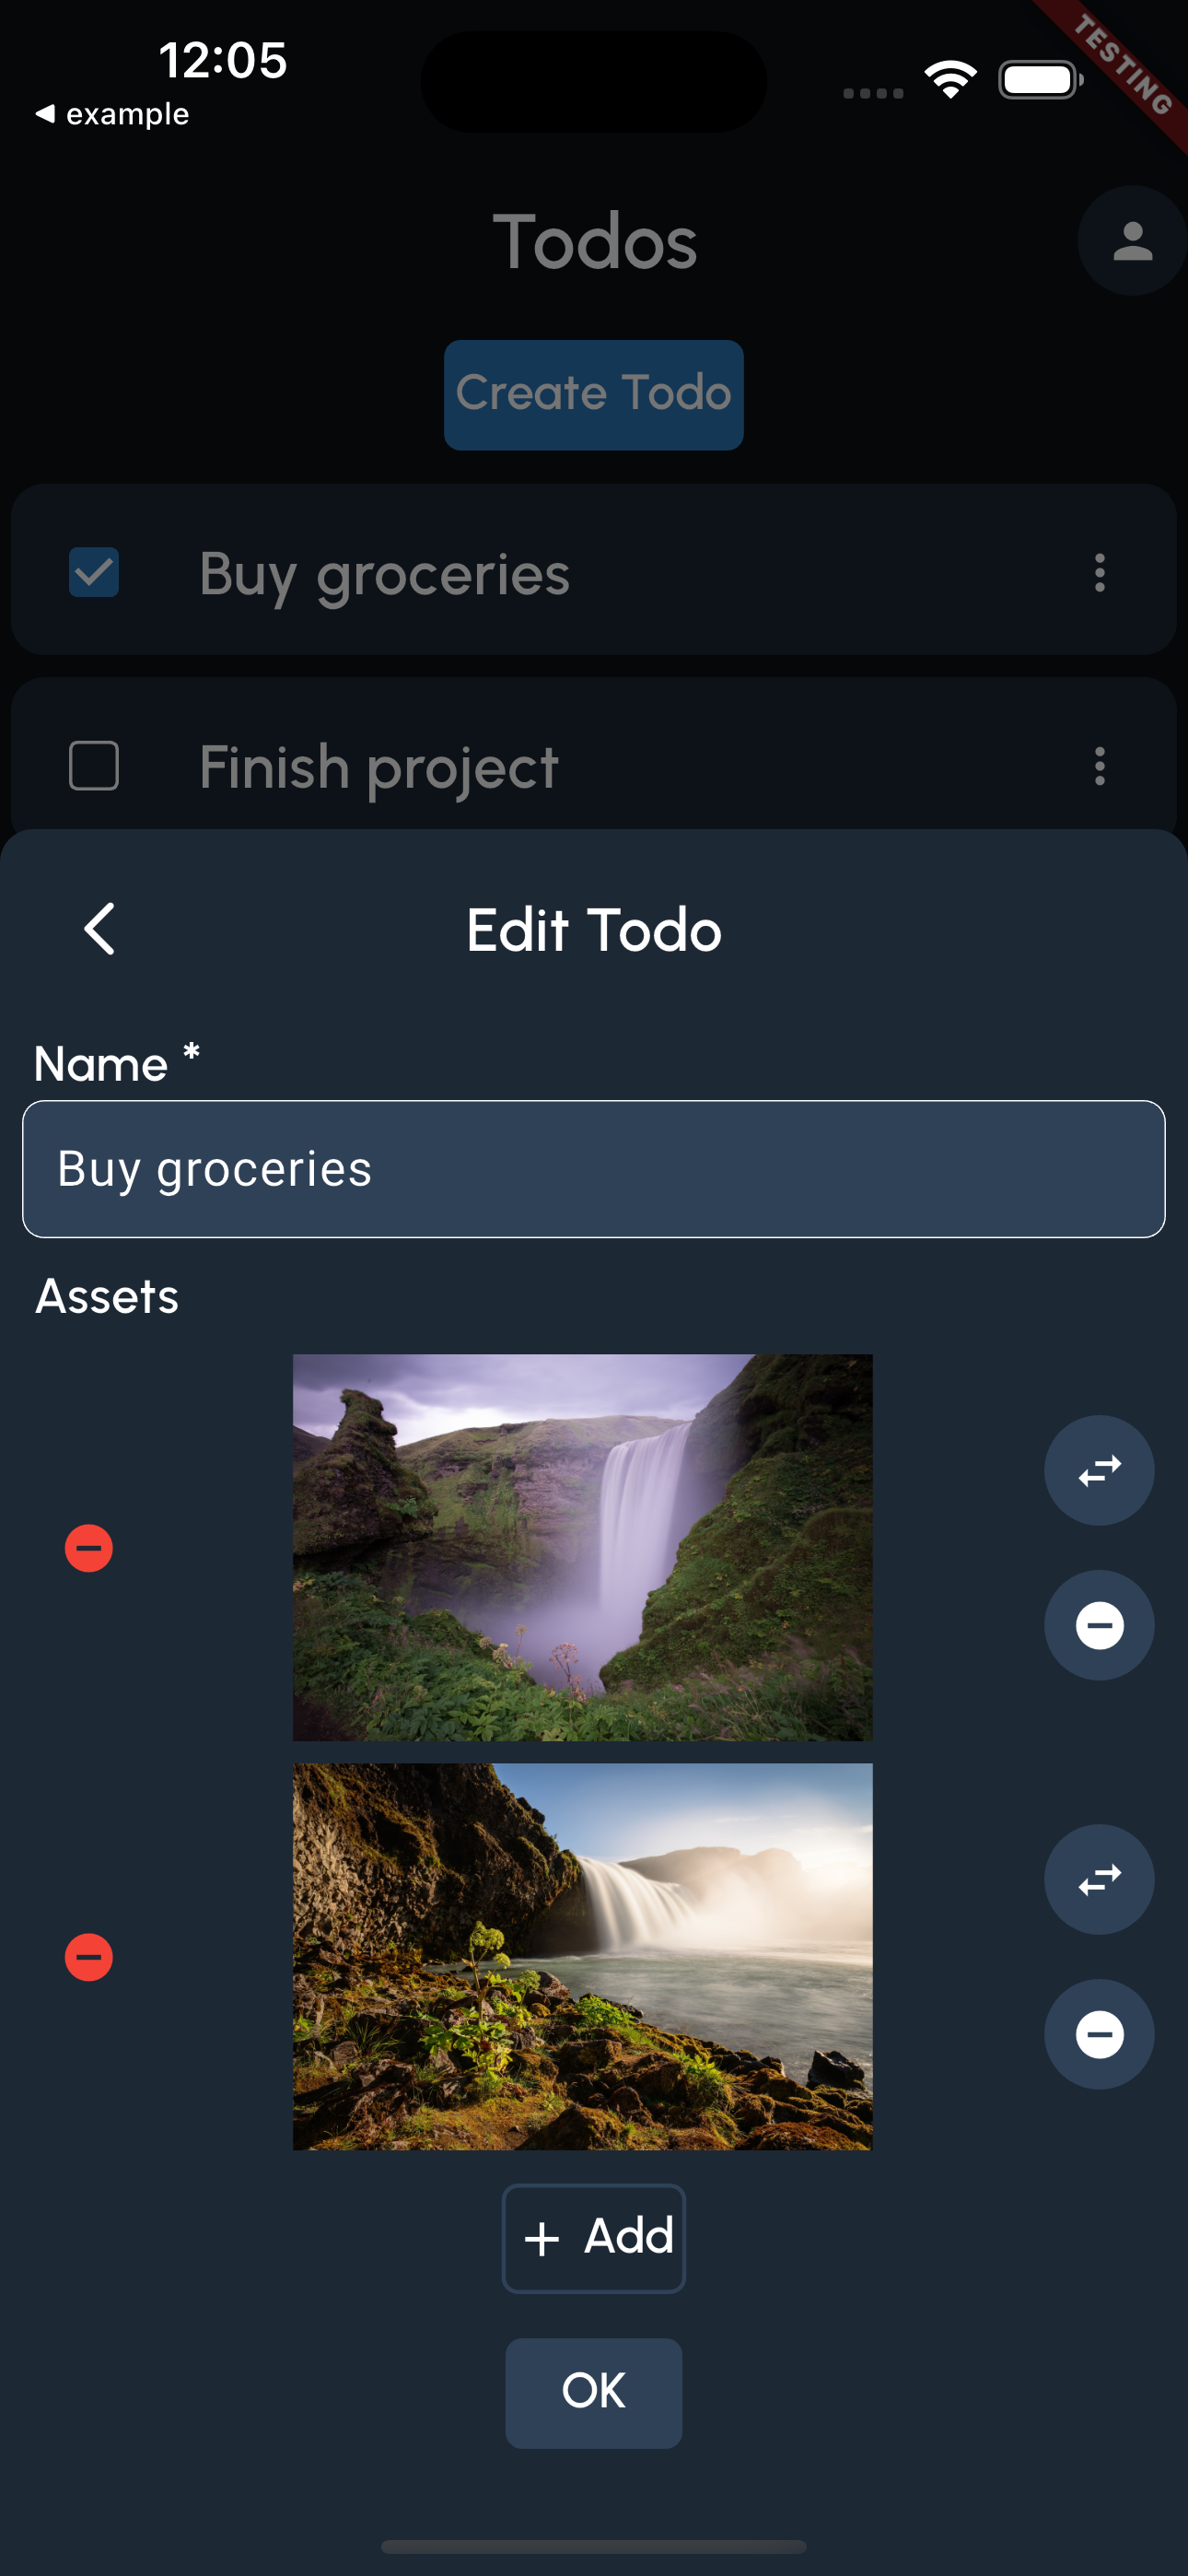 12:05
example
TESTING
Todos
Create Todo
Buy groceries
Finish project
Edit Todo
Name *
Buy groceries
Assets
+ Add
OK